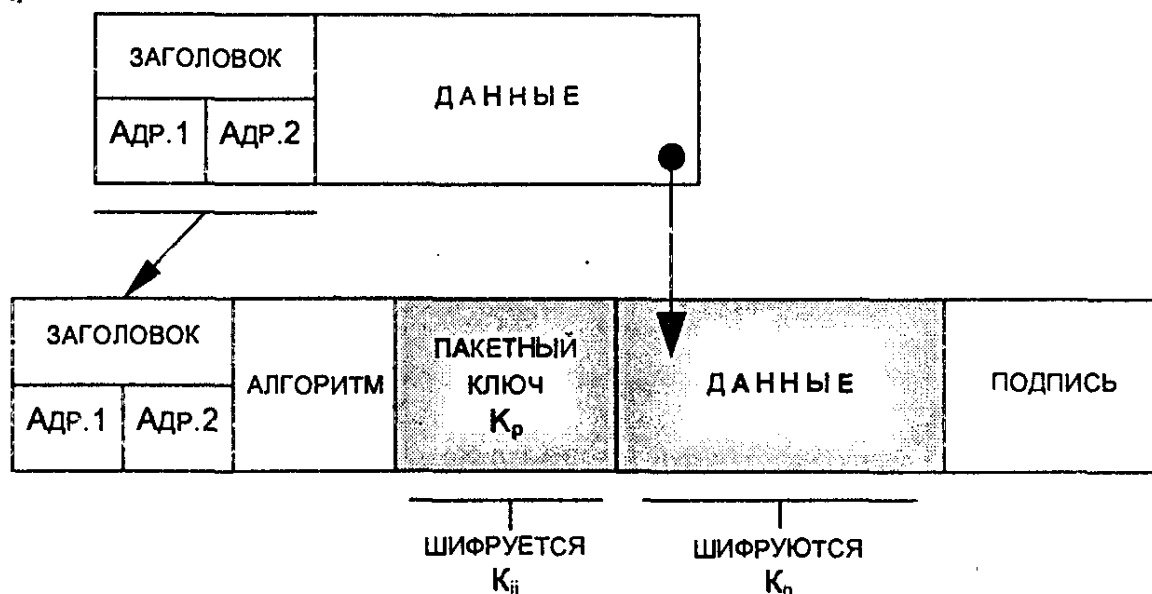 ЗАГОЛОВОК
ДАННЫЕ
АДР.1 АДР.2
ЗАГОЛОВОК
АДР.1 АДР.2
АЛГОРИТМ
ПАКЕТНЫЙ
КЛЮЧ
Kp
ДАННЫЕ
ПОДПИСЬ
ШИФРУЕТСЯ
Kij
ШИФРУЮТСЯ
Kp